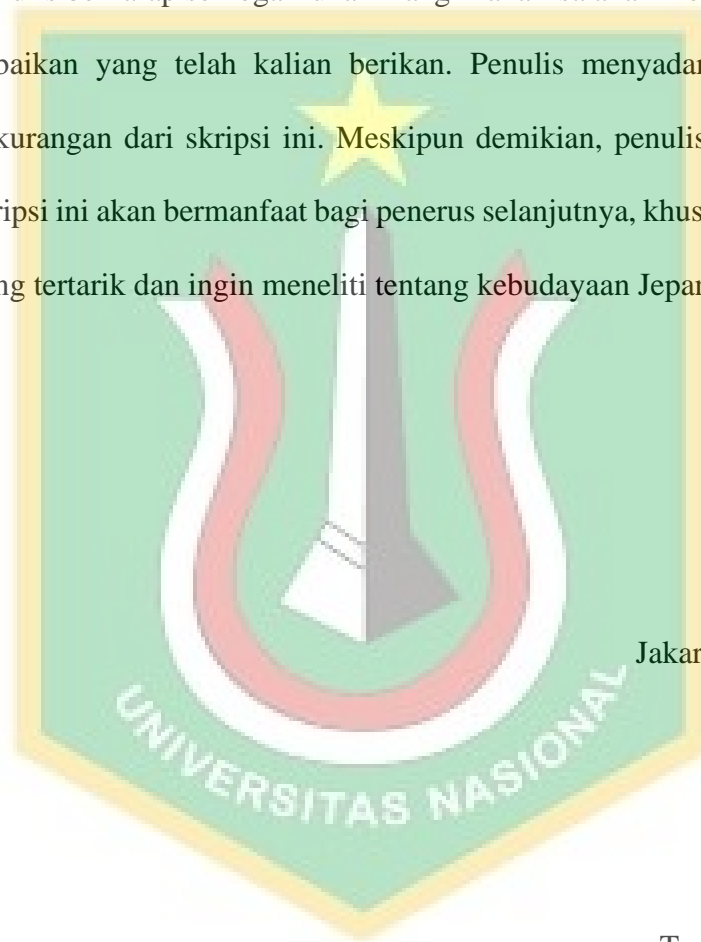 baikan yang telah kalian berikan. Penulis menyadar
kurangan dari skripsi ini. Meskipun demikian, penulis
ripsi ini akan bermanfaat bagi penerus selanjutnya, khus
ng tertarik dan ingin meneliti tentang kebudayaan Jepan
Jakar
UNIVERSITAS NASIONAL